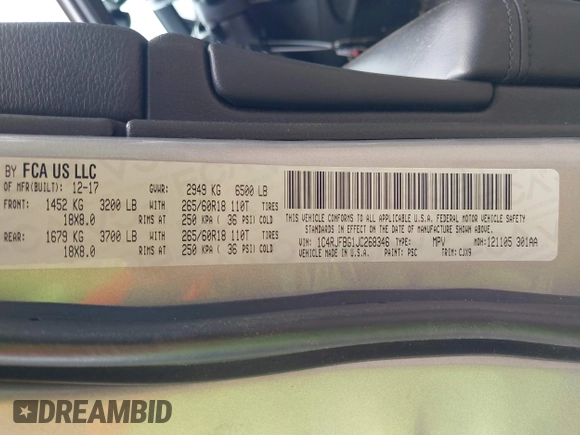 BY FCA US LLC
OF MFR(BUILT): 12-17 GVWR: 2949 KG 6500 LB
FRONT: 1452 KG 3200 LB 265/60R18 110T TIRES
18X8.0 RIMS AT 250 KPA ( 36 PSI) COLD
REAR: 1679 KG 3700 LB 265/60R18 110T TIRES
18X8.0 RIMS AT 250 KPA ( 36 PSI) COLD
THIS VEHICLE CONFORMS TO ALL APPLICABLE U.S.A. FEDERAL MOTOR VEHICLE SAFETY
STANDARDS IN EFFECT ON THE DATE OF MANUFACTURE SHOWN ABOVE.
VIN: 1C4RJFBG1JC268346 TYPE: MPV MDH:121105 301AA
VEHICLE MADE IN U.S.A. PAINT: PSC TRIM: CJX9
DREAMBID